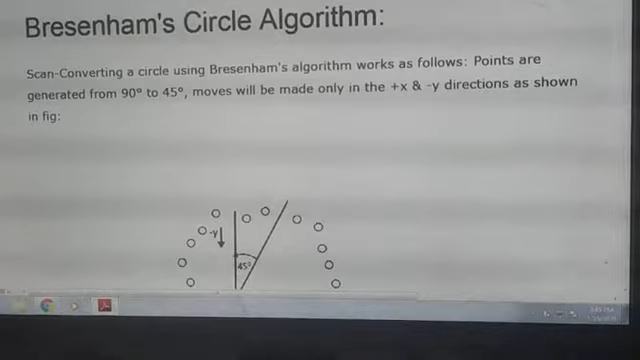 Bresenham's Circle Algorithm:
Scan-Converting a circle using Bresenham's algorithm works as follows: Points are
generated from 90° to 45°, moves will be made only in the +x & -y directions as shown
in fig:
-y
45°